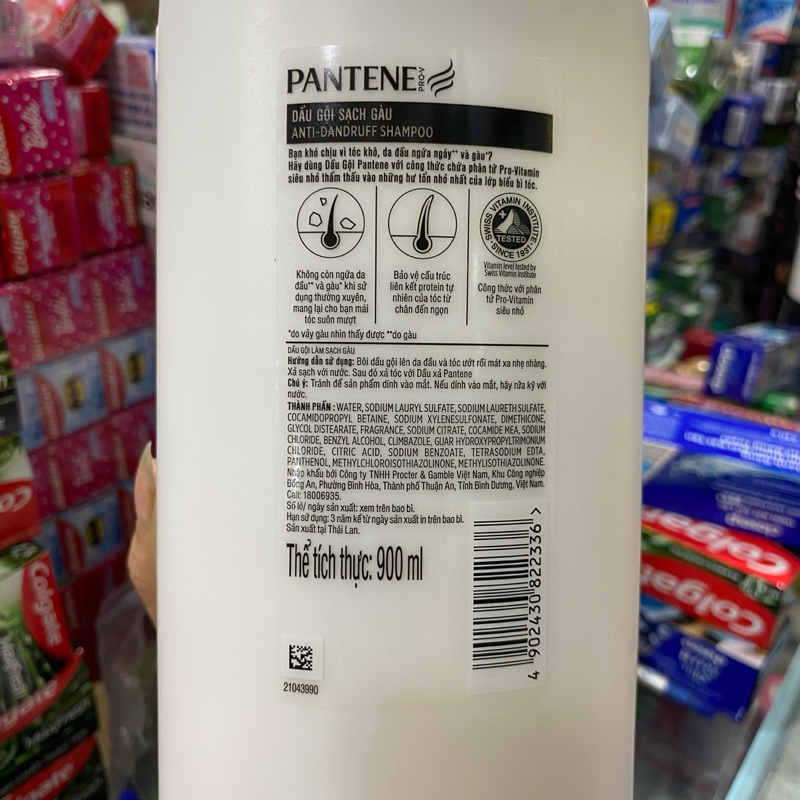 PANTENE PRO-V
DẦU GỘI SẠCH GÀU
ANTI-DANDRUFF SHAMPOO
Bạn khó chịu vì tóc khô, da đầu ngứa ngáy** và gàu*?
Hãy dùng Dầu Gội Pantene với công thức chứa phân tử Pro-Vitamin
siêu nhỏ thẩm thấu vào những hư tổn nhỏ nhất của lớp biểu bì tóc.
Không còn ngứa da
đầu** và gàu* khi sử
dụng thường xuyên,
mang lại cho bạn mái
tóc suôn mượt
Bảo vệ cấu trúc
liên kết protein tự
nhiên của tóc từ
chân đến ngọn
SWISS VITAMIN INSTITUTE
TESTED
SINCE 1931
Vitamin level tested by
Swiss Vitamin Institute
Công thức với phân
tử Pro-Vitamin
siêu nhỏ
*do vảy gàu nhìn thấy được **do gàu
DẦU GỘI LÀM SẠCH GÀU
Hướng dẫn sử dụng: Bôi dầu gội lên da đầu và tóc ướt rồi mát xa nhẹ nhàng.
Xả sạch với nước. Sau đó xả tóc với Dầu xả Pantene
Chú ý: Tránh để sản phẩm dính vào mắt. Nếu dính vào mắt, hãy rửa kỹ với
nước.
THÀNH PHẦN : WATER, SODIUM LAURYL SULFATE, SODIUM LAURETH SULFATE,
COCAMIDOPROPYL BETAINE, SODIUM XYLENESULFONATE, DIMETHICONE,
GLYCOL DISTEARATE, FRAGRANCE, SODIUM CITRATE, COCAMIDE MEA, SODIUM
CHLORIDE, BENZYL ALCOHOL, CLIMBAZOLE, GUAR HYDROXYPROPYLTRIMONIUM
CHLORIDE, CITRIC ACID, SODIUM BENZOATE, TETRASODIUM EDTA,
PANTHENOL, METHYLCHLOROISOTHIAZOLINONE, METHYLISOTHIAZOLINONE.
Nhập khẩu bởi Công ty TNHH Procter & Gamble Việt Nam, Khu Công nghiệp
Đồng An, Phường Bình Hòa, Thành phố Thuận An, Tỉnh Bình Dương, Việt Nam.
Call: 18006935.
Số lô/ ngày sản xuất: xem trên bao bì.
Hạn sử dụng: 3 năm kể từ ngày sản xuất in trên bao bì.
Sản xuất tại Thái Lan.
Thể tích thực: 900 ml
4 902430 822336 >
21043990
Colgate
Colgate
Colgate
Colgate
Colgate
Colgate